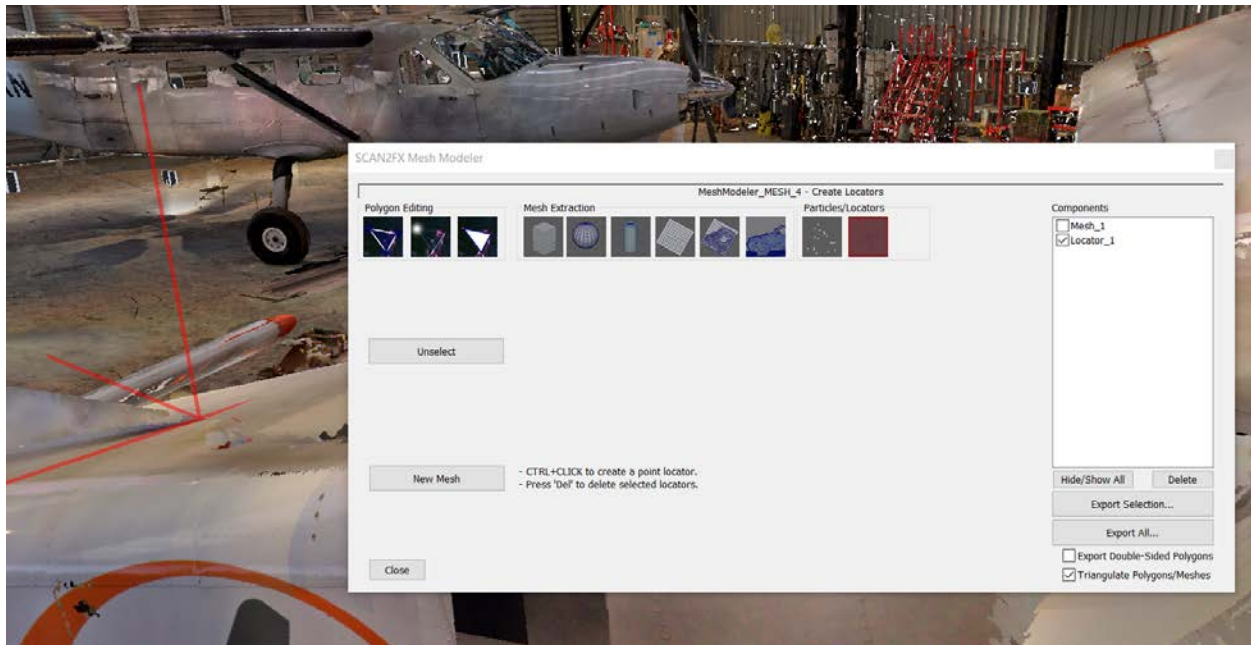 SCAN2FX Mesh Modeler
MeshModeler_MESH_4 - Create Locators
Polygon Editing
Mesh Extraction
Particles/Locators
Components
Mesh_1
Locator_1
Unselect
New Mesh
- CTRL+CLICK to create a point locator.
- Press 'Del' to delete selected locators.
Hide/Show All
Delete
Export Selection...
Export All...
Export Double-Sided Polygons
Triangulate Polygons/Meshes
Close